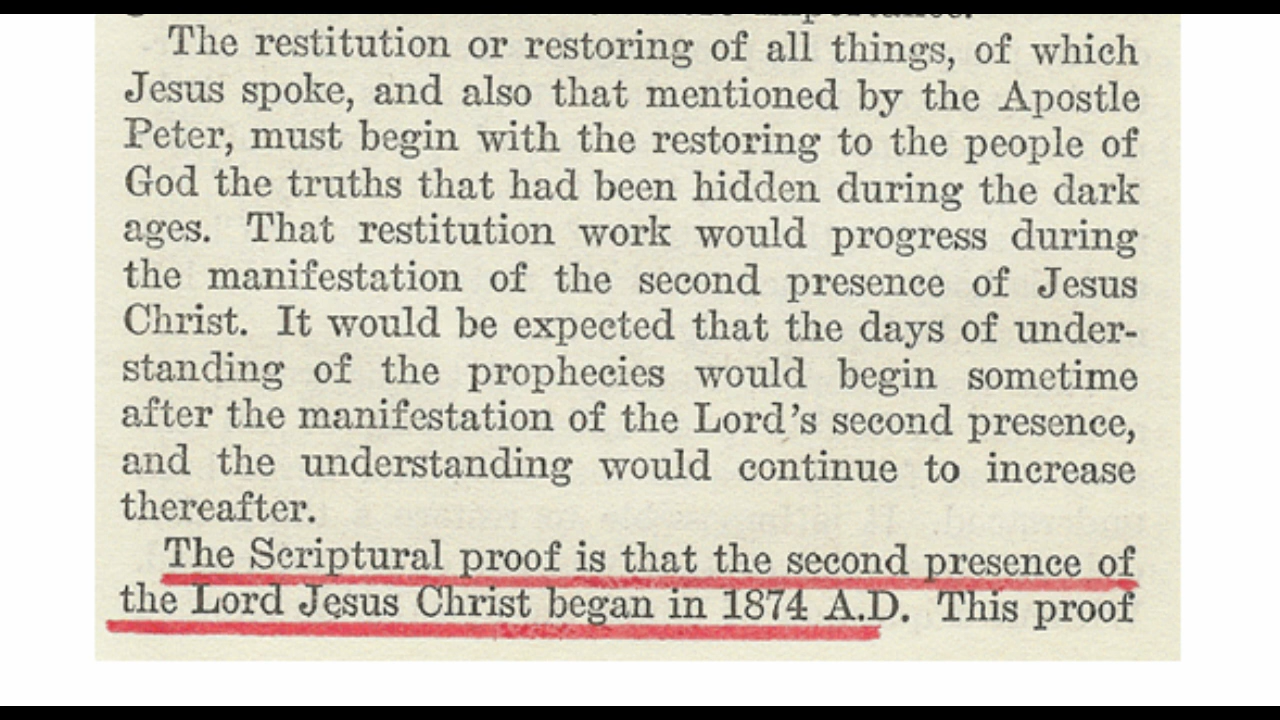 The restitution or restoring of all things, of which
Jesus spoke, and also that mentioned by the Apostle
Peter, must begin with the restoring to the people of
God the truths that had been hidden during the dark
ages. That restitution work would progress during
the manifestation of the second presence of Jesus
Christ. It would be expected that the days of under-
standing of the prophecies would begin sometime
after the manifestation of the Lord's second presence,
and the understanding would continue to increase
thereafter.
The Scriptural proof is that the second presence of
the Lord Jesus Christ began in 1874 A.D. This proof